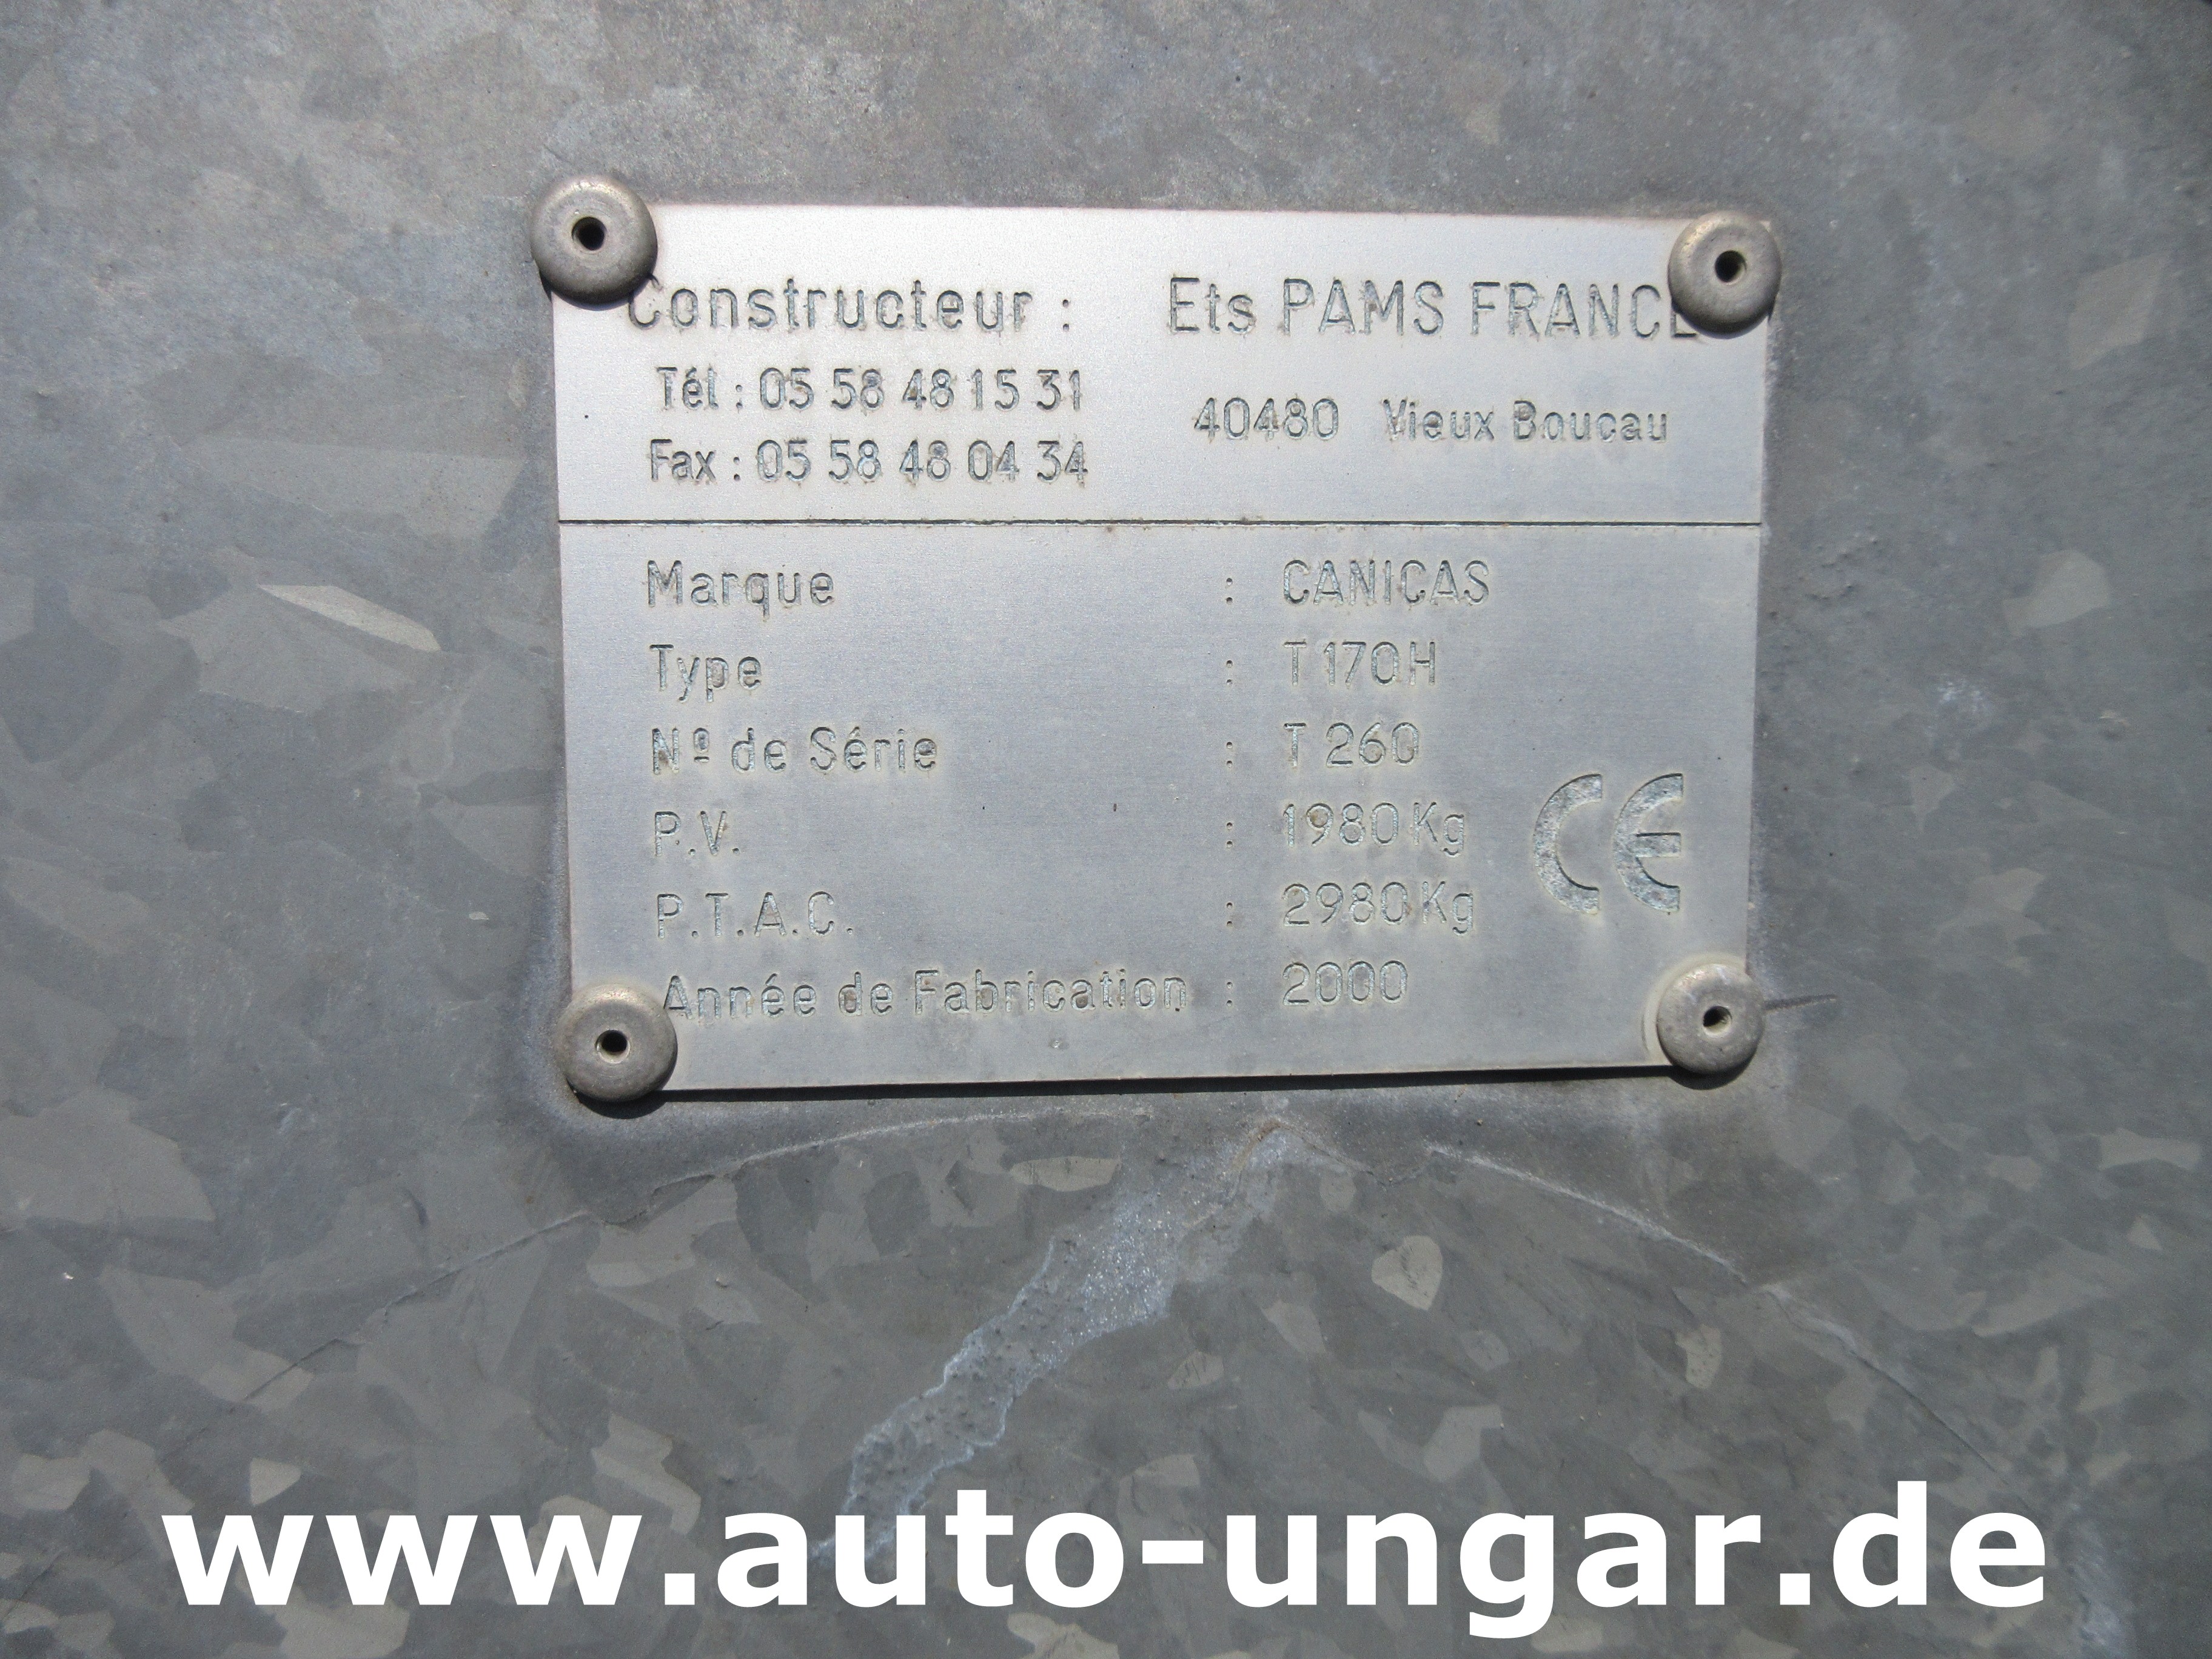 Constructeur : Ets PAMS FRANCE
Tél : 05 58 48 15 31
40480 Vieux Boucau
Fax : 05 58 48 04 34
Marque : CANICAS
Type : T 170H
Nº de Série : T 260
P.V. : 1980 Kg
P.T.A.C. : 2980 Kg
CE
Année de Fabrication : 2000
www.auto-ungar.de